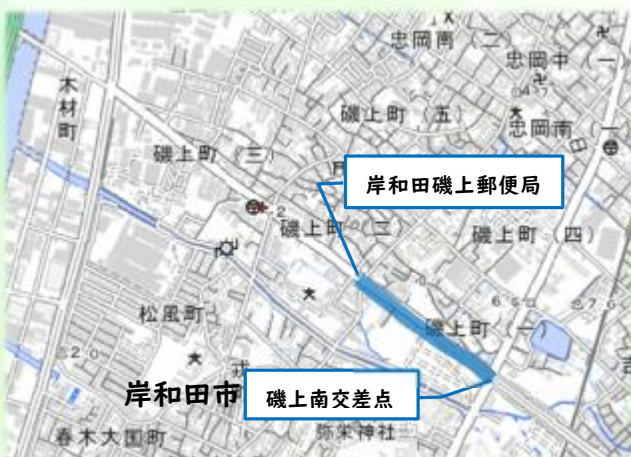 忠岡南(二)
忠岡中(一)
木材町
磯上町(五)
忠岡南(一
磯上町(三)
岸和田磯上郵便局
磯上町(二)
磯上町(四)
松風町
磯上町(一)
岸和田市
磯上南交差点
春木大国町
弥栄神社